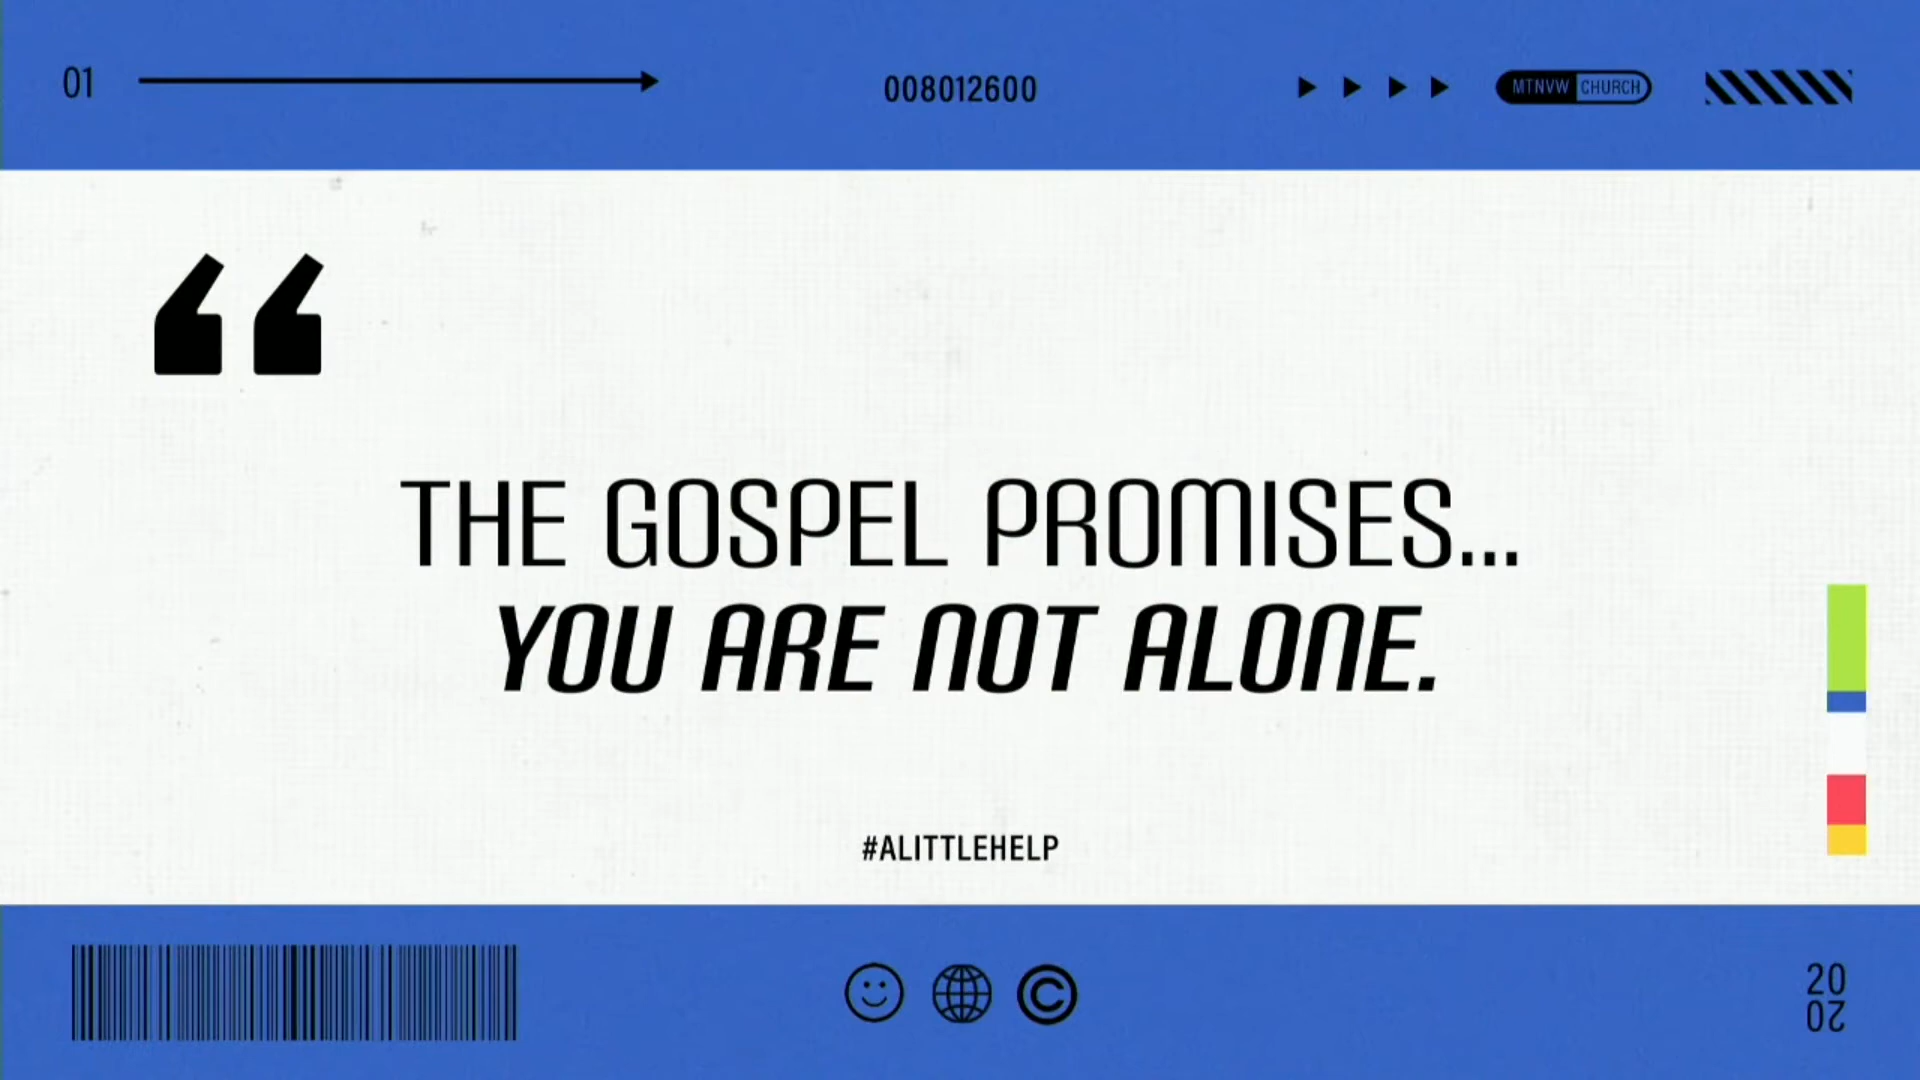 01
008012600
MTNVW CHURCH
“
THE GOSPEL PROMISES...
YOU ARE NOT ALONE.
#ALITTLEHELP
©
20
20